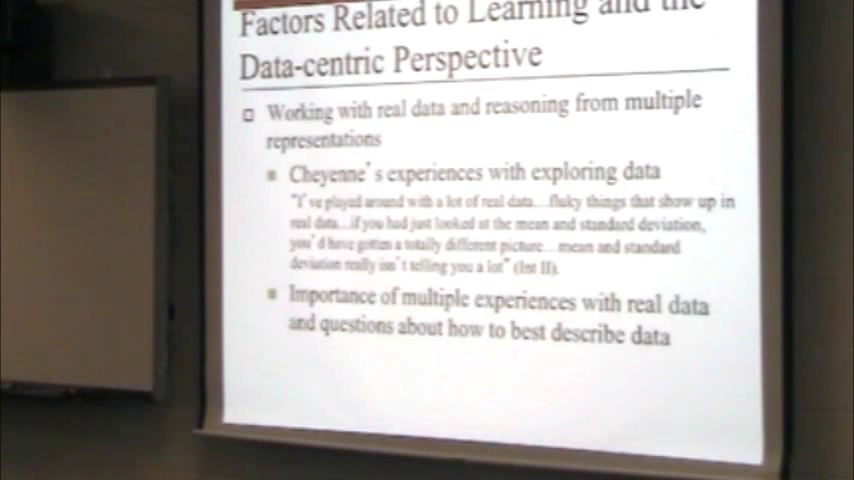 Factors Related to Learning and the
Data-centric Perspective
Working with real data and reasoning from multiple
representations
Cheyenne's experiences with exploring data
"I've played around with a lot of real data...fluky things that show up in
real data...if you had just looked at the mean and standard deviation,
you'd have gotten a totally different picture...mean and standard
deviation really isn't telling you a lot" (Int II).
Importance of multiple experiences with real data
and questions about how to best describe data